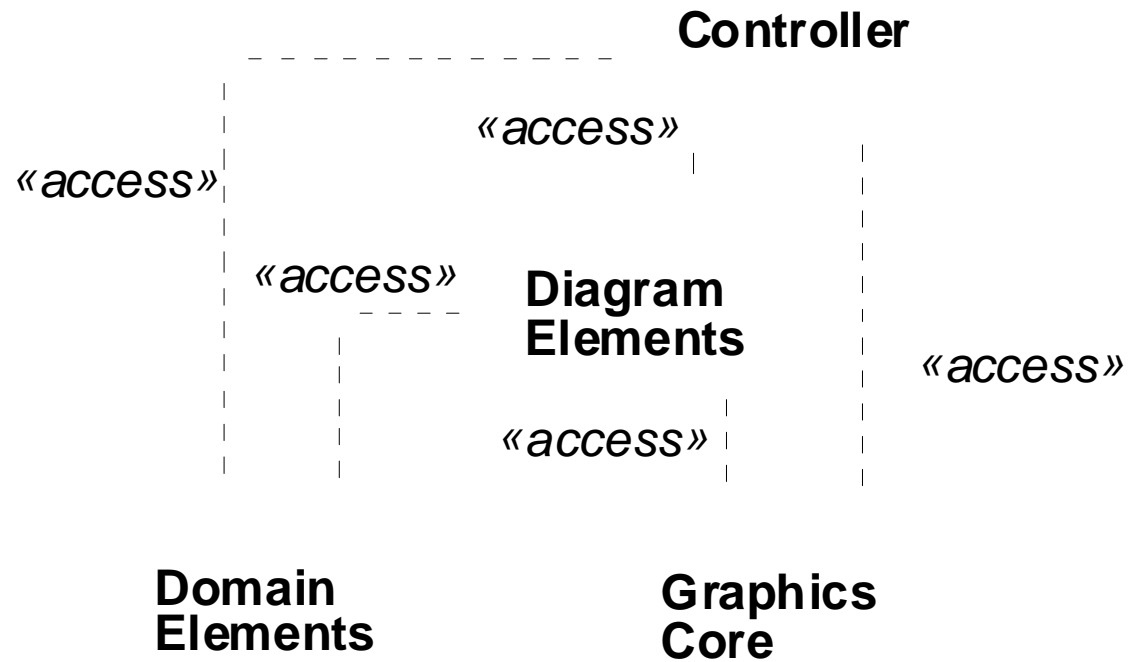 Controller
«access»
«access»
«access»
Diagram
Elements
«access»
«access»
Domain
Elements
Graphics
Core